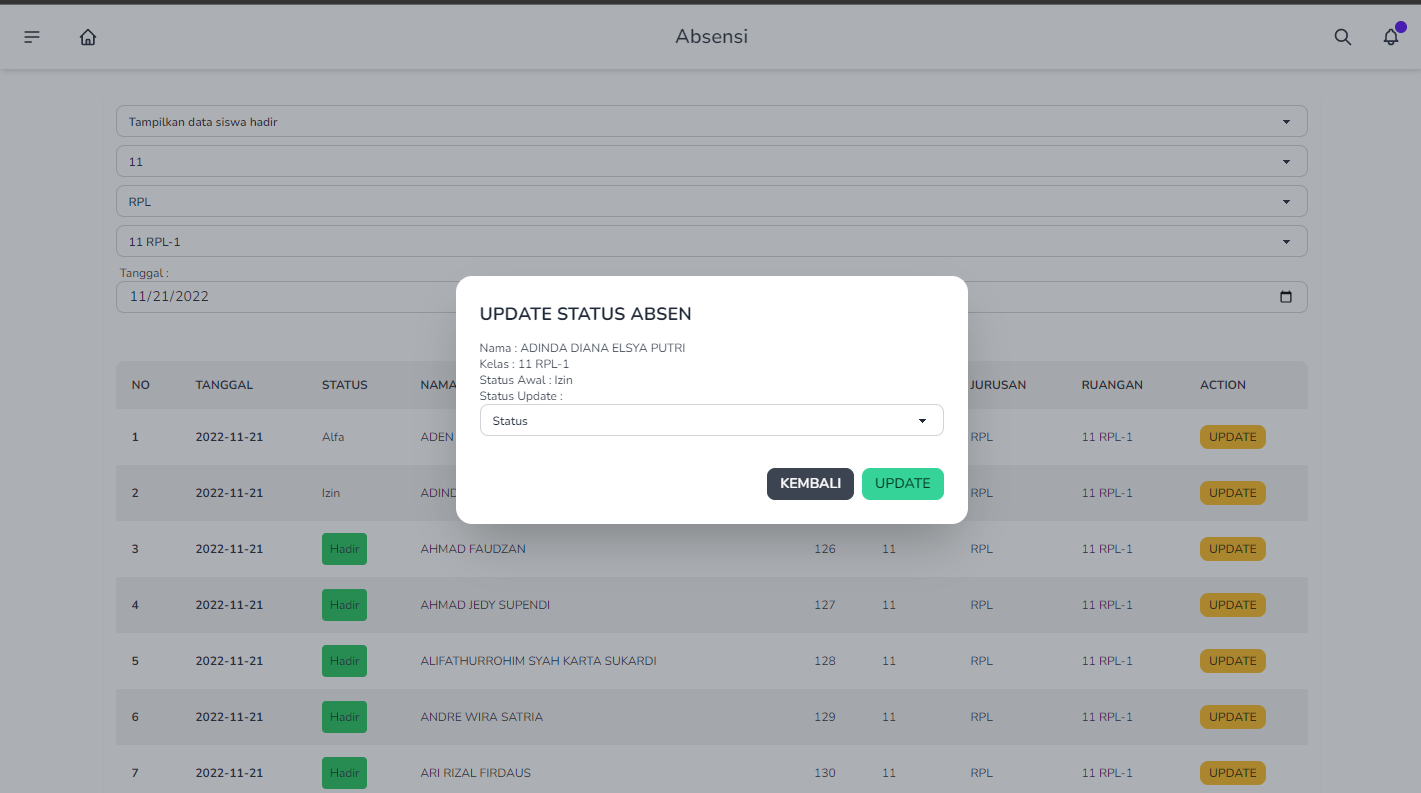 Absensi
Tampilkan data siswa hadir
11
RPL
11 RPL-1
Tanggal :
11/21/2022
UPDATE STATUS ABSEN
Nama : ADINDA DIANA ELSYA PUTRI
Kelas : 11 RPL-1
Status Awal : Izin
Status Update :
Status
KEMBALI UPDATE
NO TANGGAL STATUS NAMA JURUSAN RUANGAN ACTION
1 2022-11-21 Alfa ADEN RPL 11 RPL-1 UPDATE
2 2022-11-21 Izin RPL 11 RPL-1 UPDATE
3 2022-11-21 Hadir AHMAD FAUDZAN 126 11 RPL 11 RPL-1 UPDATE
4 2022-11-21 Hadir AHMAD JEDY SUPENDI 127 11 RPL 11 RPL-1 UPDATE
5 2022-11-21 Hadir ALIFATHURROHIM SYAH KARTA SUKARDI 128 11 RPL 11 RPL-1 UPDATE
6 2022-11-21 Hadir ANDRE WIRA SATRIA 129 11 RPL 11 RPL-1 UPDATE
7 2022-11-21 Hadir ARI RIZAL FIRDAUS 130 11 RPL 11 RPL-1 UPDATE